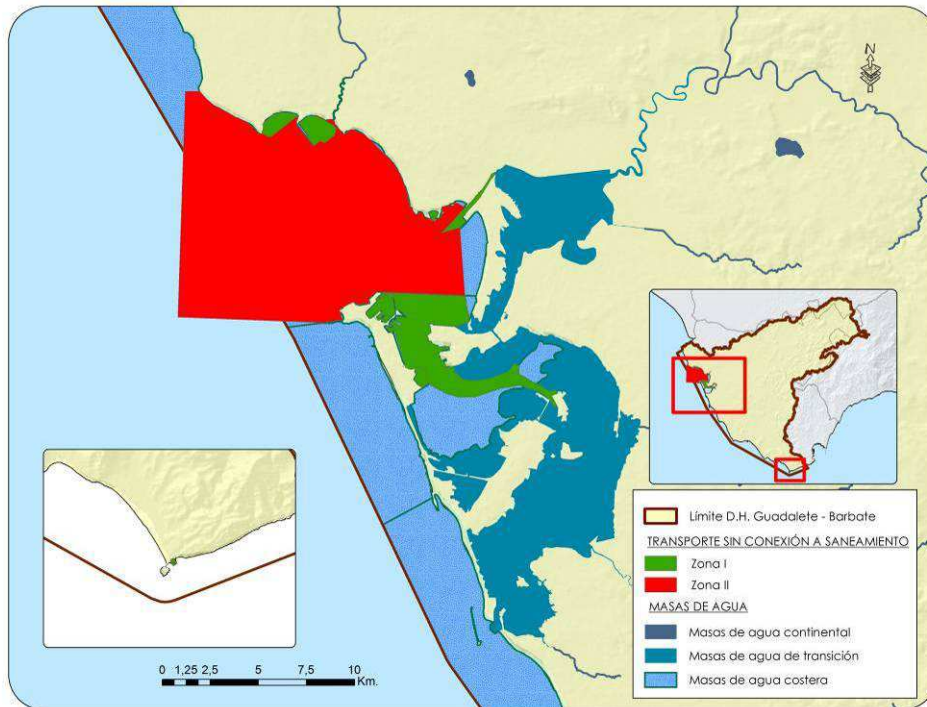 N
Límite D.H. Guadalete - Barbate
TRANSPORTE SIN CONEXIÓN A SANEAMIENTO
Zona I
Zona II
MASAS DE AGUA
Masas de agua continental
Masas de agua de transición
Masas de agua costera
0 1,25 2,5 5 7,5 10
Km.